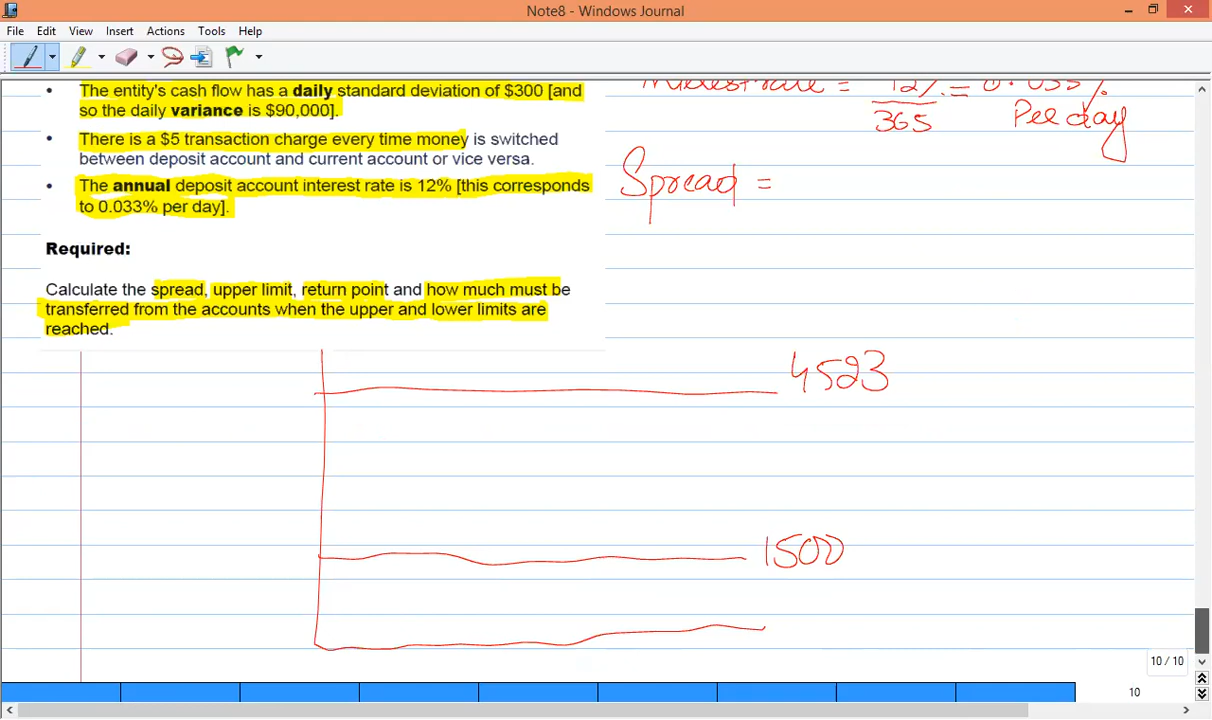 Note8 - Windows Journal
File Edit View Insert Actions Tools Help
• The entity's cash flow has a daily standard deviation of $300 [and
so the daily variance is $90,000].
• There is a $5 transaction charge every time money is switched
between deposit account and current account or vice versa.
• The annual deposit account interest rate is 12% [this corresponds
to 0.033% per day].
Required:
Calculate the spread, upper limit, return point and how much must be
transferred from the accounts when the upper and lower limits are
reached.
= 12% = 0.033%
365 Per day
Spread =
4523
1500
10 / 10
10